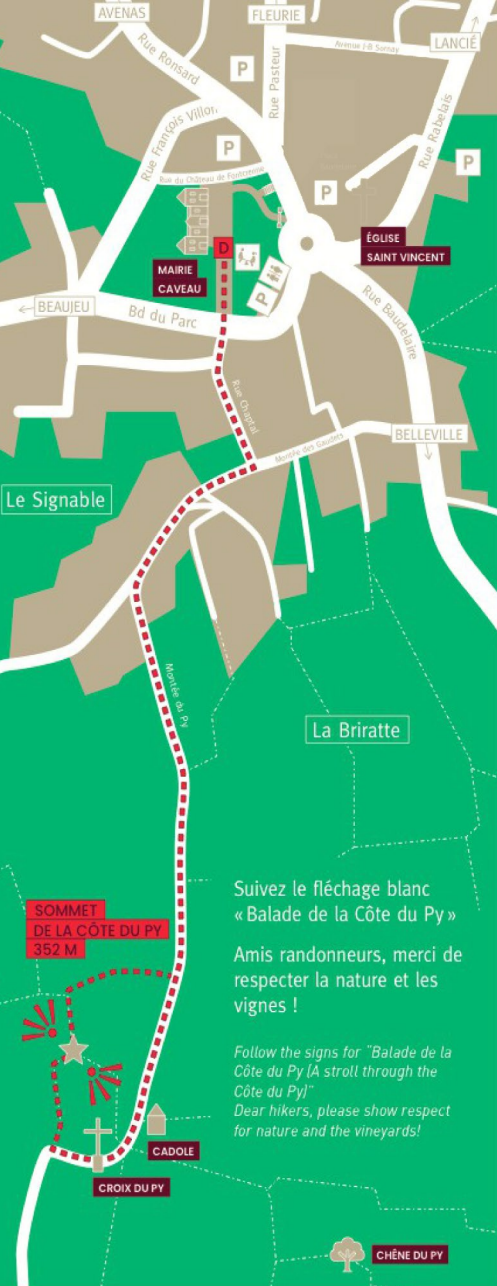 AVENAS
FLEURIE
LANCIÉ
Avenue J-B Sornay
Rue Ronsard
Rue Pasteur
P
Rue François Villon
Rue Rabelais
P
P
Rue du Château de Fontcrenne
P
ÉGLISE
SAINT VINCENT
D
MAIRIE
CAVEAU
P
← BEAUJEU
Bd du Parc
Rue Baudelaire
Rue Chaptal
BELLEVILLE
Montée des Gaudets
Le Signable
Montée du Py
La Briratte
Suivez le fléchage blanc
« Balade de la Côte du Py »
SOMMET
DE LA CÔTE DU PY
352 M
Amis randonneurs, merci de
respecter la nature et les
vignes !
Follow the signs for "Balade de la
Côte du Py (A stroll through the
Côte du Py)"
Dear hikers, please show respect
for nature and the vineyards!
CADOLE
CROIX DU PY
CHÊNE DU PY